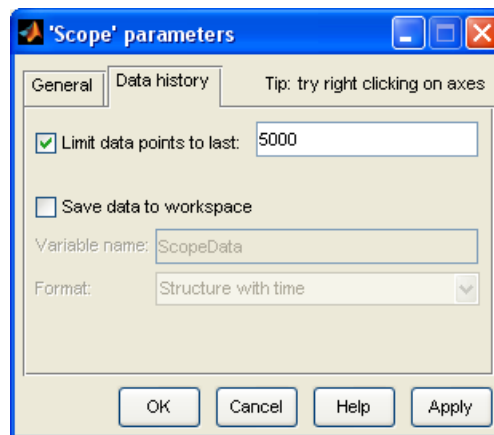 'Scope' parameters
General Data history Tip: try right clicking on axes
Limit data points to last: 5000
Save data to workspace
Variable name: ScopeData
Format: Structure with time
OK Cancel Help Apply